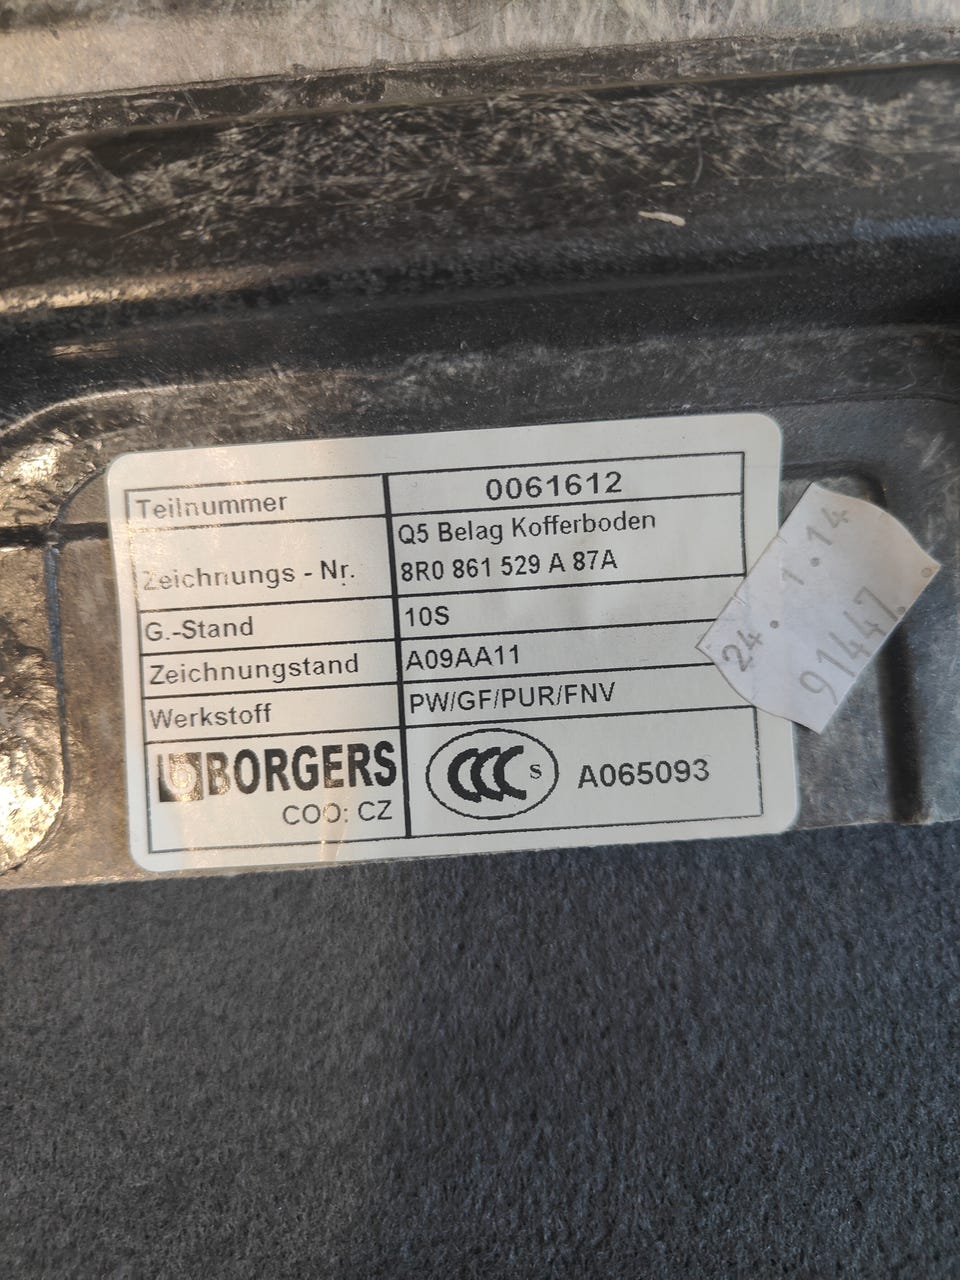 Teilnummer 0061612
Q5 Belag Kofferboden
Zeichnungs - Nr. 8R0 861 529 A 87A
G.-Stand 10S
Zeichnungstand A09AA11
Werkstoff PW/GF/PUR/FNV
BORGERS
COO: CZ
CCC S A065093
24. 1. 14
91447